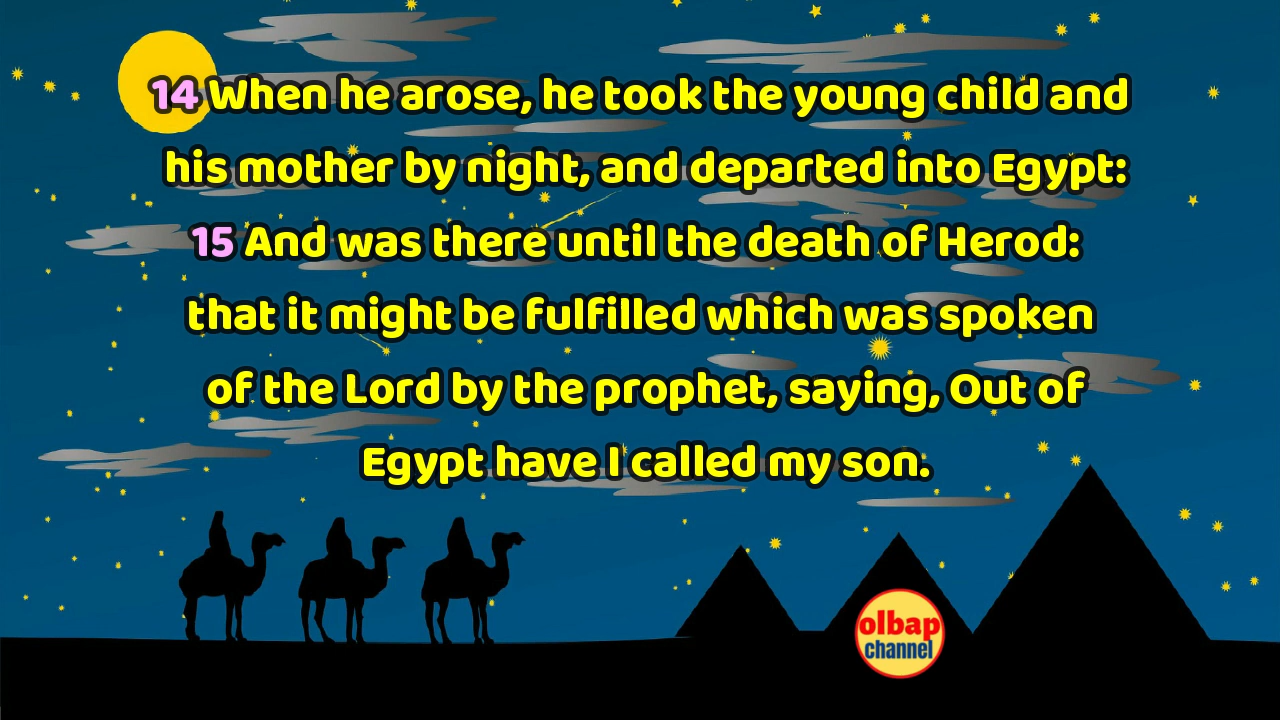 14 When he arose, he took the young child and
his mother by night, and departed into Egypt:
15 And was there until the death of Herod:
that it might be fulfilled which was spoken
of the Lord by the prophet, saying, Out of
Egypt have I called my son.
olbap
channel